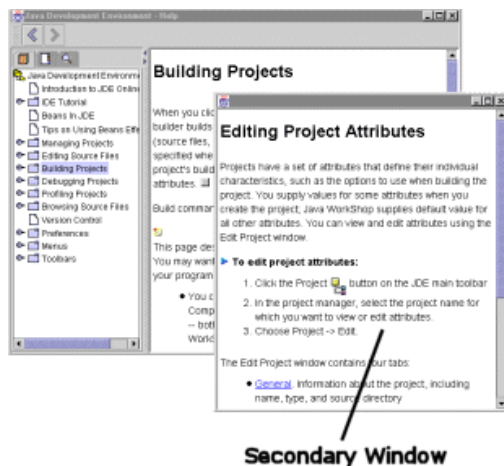 Java Development Environment - Help
Java Development Environme
Introduction to JDE Online
IDE Tutorial
Beans In JDE
Tips on Using Beans Effe
Managing Projects
Editing Source Files
Building Projects
Debugging Projects
Profiling Projects
Browsing Source Files
Version Control
Preferences
Menus
Toolbars
Building Projects
When you clic
builder builds
(source files,
specified whe
project's build
attributes.
Build comman
This page des
You may want
your program
• You c
Comp
-- both
Works
Editing Project Attributes
Projects have a set of attributes that define their individual
characteristics, such as the options to use when building the
project. You supply values for some attributes when you
create the project, Java WorkShop supplies default value for
all other attributes. You can view and edit attributes using the
Edit Project window.
To edit project attributes:
1. Click the Project button on the JDE main toolbar
2. In the project manager, select the project name for
which you want to view or edit attributes.
3. Choose Project -> Edit.
The Edit Project window contains four tabs:
• General. Information about the project, including
name, type, and source directory
Secondary Window